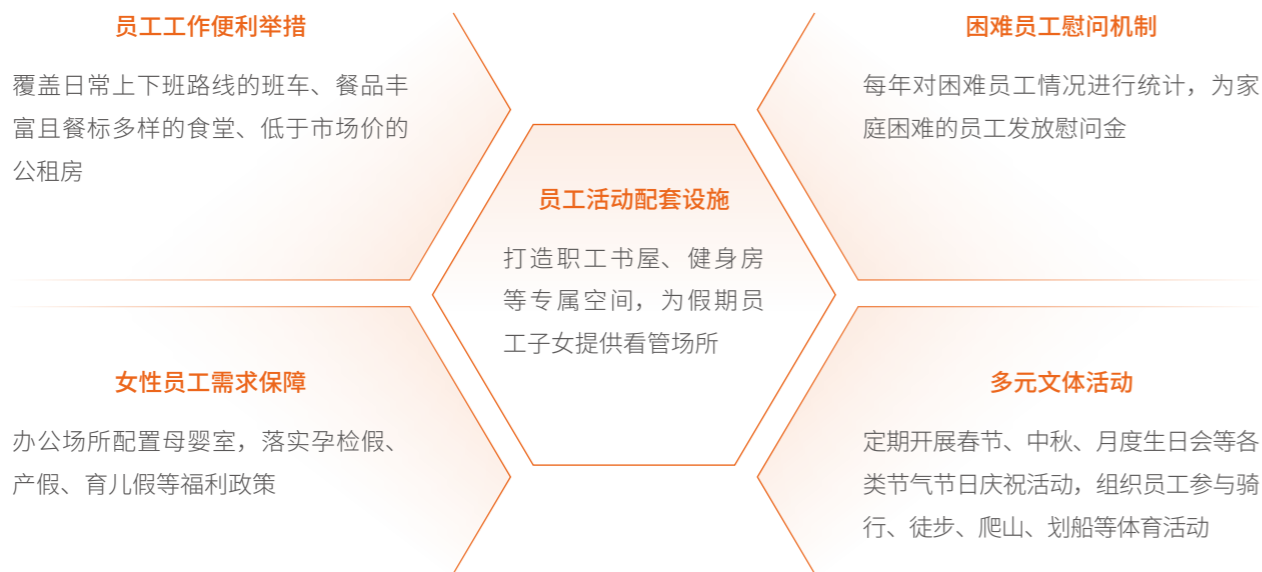 员工工作便利举措
覆盖日常上下班路线的班车、餐品丰
富且餐标多样的食堂、低于市场价的
公租房
困难员工慰问机制
每年对困难员工情况进行统计，为家
庭困难的员工发放慰问金
员工活动配套设施
打造职工书屋、健身房
等专属空间，为假期员
工子女提供看管场所
女性员工需求保障
办公场所配置母婴室，落实孕检假、
产假、育儿假等福利政策
多元文体活动
定期开展春节、中秋、月度生日会等各
类节气节日庆祝活动，组织员工参与骑
行、徒步、爬山、划船等体育活动